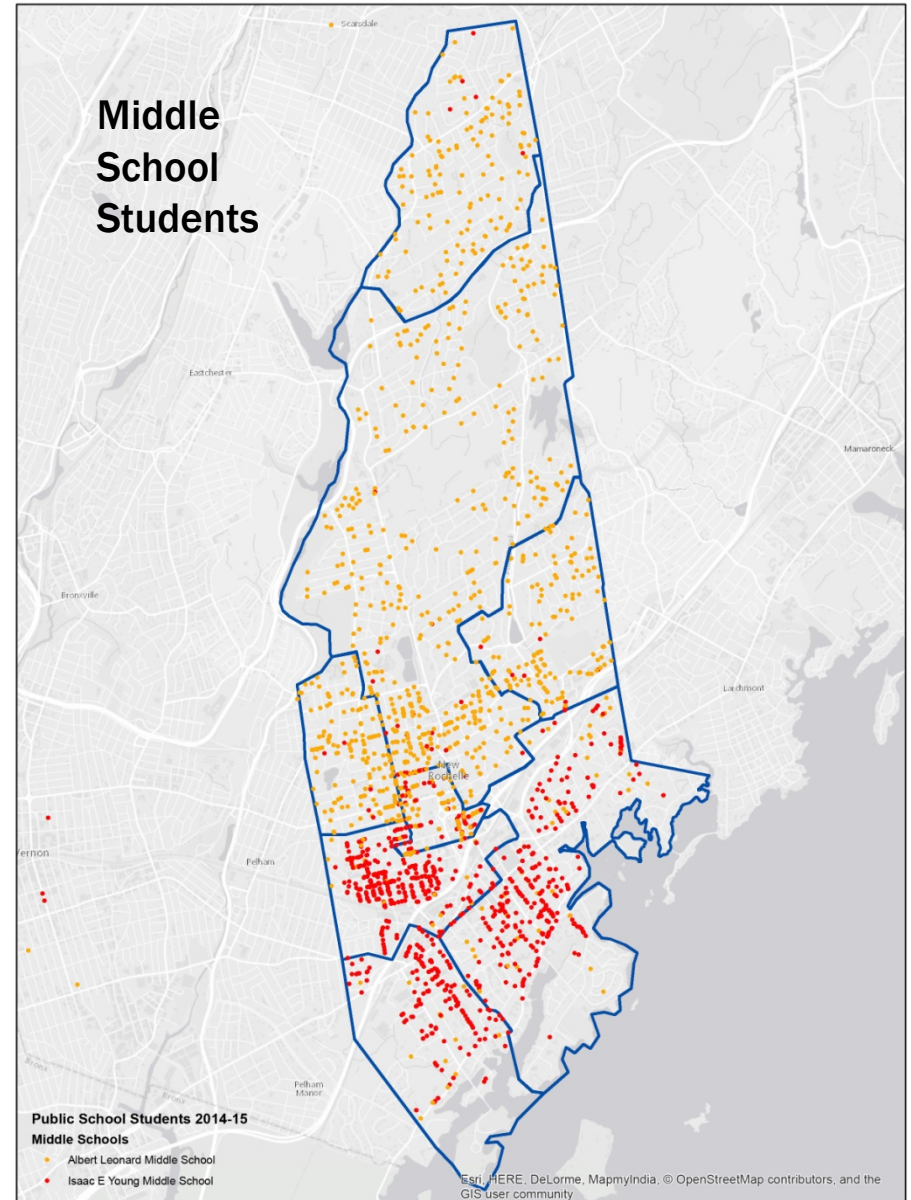 Scarsdale
Middle
School
Students
Eastchester
Mamaroneck
Bronxville
Larchmont
New
Rochelle
Vernon
Pelham
Pelham
Manor
Bronx
Bronx
Public School Students 2014-15
Middle Schools
Albert Leonard Middle School
Isaac E Young Middle School
Esri, HERE, DeLorme, MapmyIndia, © OpenStreetMap contributors, and the
GIS user community